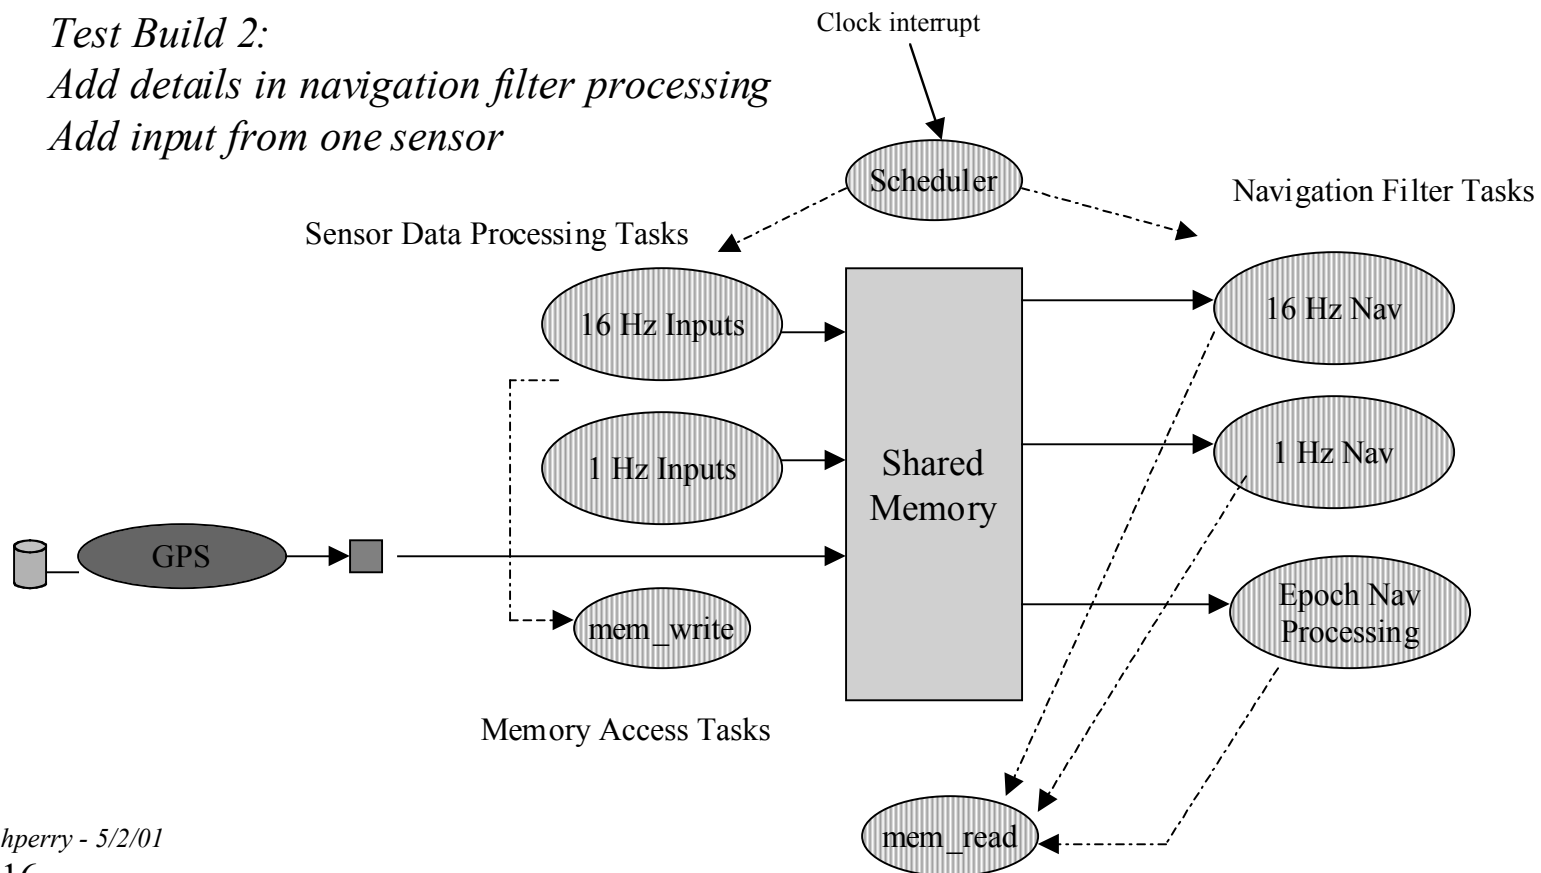 Test Build 2:
Add details in navigation filter processing
Add input from one sensor
Clock interrupt
Scheduler
Navigation Filter Tasks
Sensor Data Processing Tasks
16 Hz Inputs
16 Hz Nav
1 Hz Inputs
Shared
Memory
1 Hz Nav
GPS
mem_write
Epoch Nav
Processing
Memory Access Tasks
mem_read
hperry - 5/2/01
16